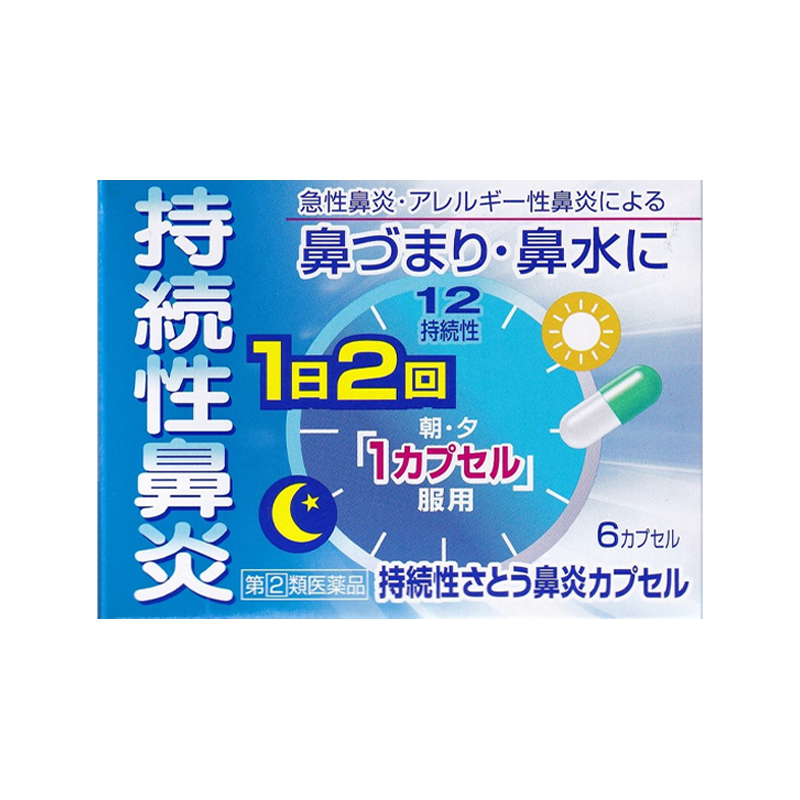 持続性鼻炎
急性鼻炎・アレルギー性鼻炎による
鼻づまり・鼻水に
12
持続性
1日2回
朝・夕
「1カプセル」
服用
6カプセル
指②類医薬品
持続性さとう鼻炎カプセル